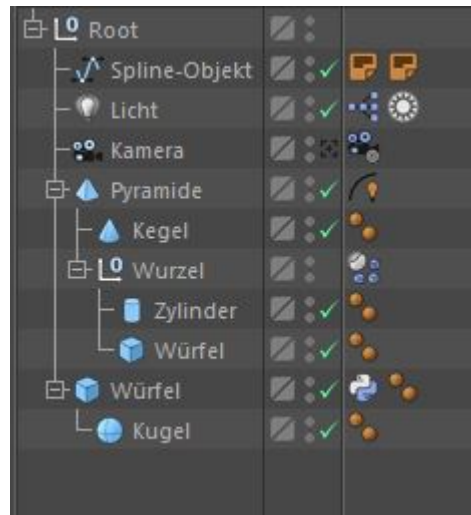 Root
Spline-Objekt
Licht
Kamera
Pyramide
Kegel
Wurzel
Zylinder
Würfel
Würfel
Kugel